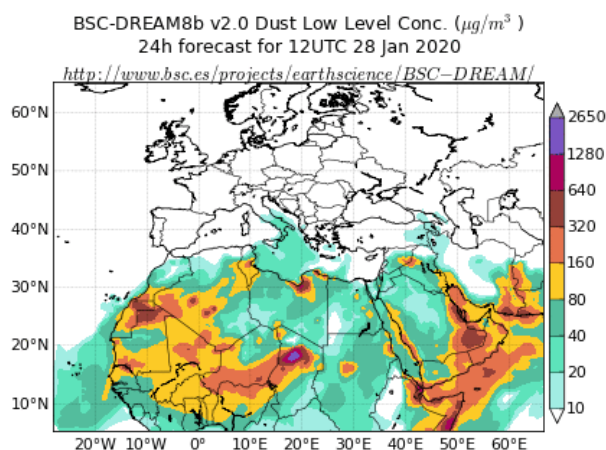 BSC-DREAM8b v2.0 Dust Low Level Conc. (μg/m³ )
24h forecast for 12UTC 28 Jan 2020
http://www.bsc.es/projects/earthscience/BSC−DREAM/
60°N
50°N
40°N
30°N
20°N
10°N
20°W 10°W 0° 10°E 20°E 30°E 40°E 50°E 60°E
2650
1280
640
320
160
80
40
20
10